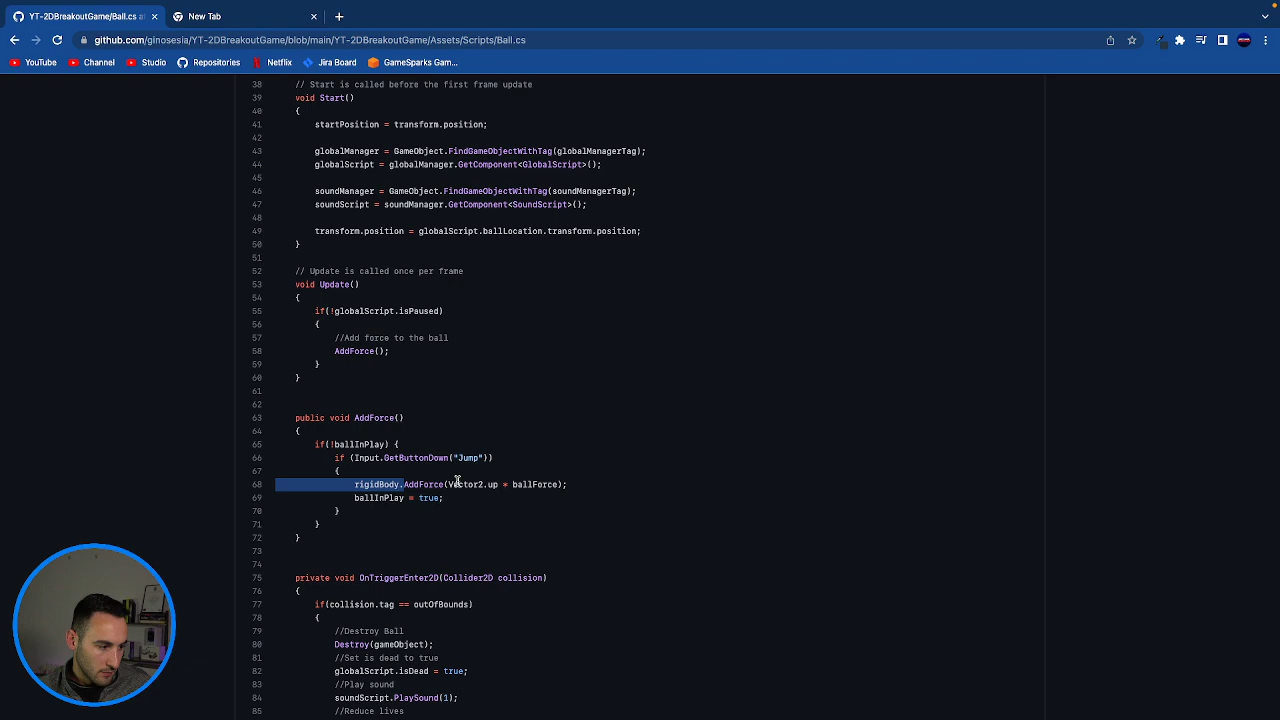 YT-2DBreakoutGame/Ball.cs at
New Tab
github.com/ginosesia/YT-2DBreakoutGame/blob/main/YT-2DBreakoutGame/Assets/Scripts/Ball.cs
YouTube Channel Studio Repositories Netflix Jira Board GameSparks Gam...
38 // Start is called before the first frame update
39 void Start()
40 {
41 startPosition = transform.position;
42
43 globalManager = GameObject.FindGameObjectWithTag(globalManagerTag);
44 globalScript = globalManager.GetComponent<GlobalScript>();
45
46 soundManager = GameObject.FindGameObjectWithTag(soundManagerTag);
47 soundScript = soundManager.GetComponent<SoundScript>();
48
49 transform.position = globalScript.ballLocation.transform.position;
50 }
51
52 // Update is called once per frame
53 void Update()
54 {
55 if(!globalScript.isPaused)
56 {
57 //Add force to the ball
58 AddForce();
59 }
60 }
61
62
63 public void AddForce()
64 {
65 if(!ballInPlay) {
66 if (Input.GetButtonDown("Jump"))
67 {
68 rigidBody.AddForce(Vector2.up * ballForce);
69 ballInPlay = true;
70 }
71 }
72 }
73
74
75 private void OnTriggerEnter2D(Collider2D collision)
76 {
77 if(collision.tag == outOfBounds)
78 {
79 //Destroy Ball
80 Destroy(gameObject);
81 //Set is dead to true
82 globalScript.isDead = true;
83 //Play sound
84 soundScript.PlaySound(1);
85 //Reduce lives